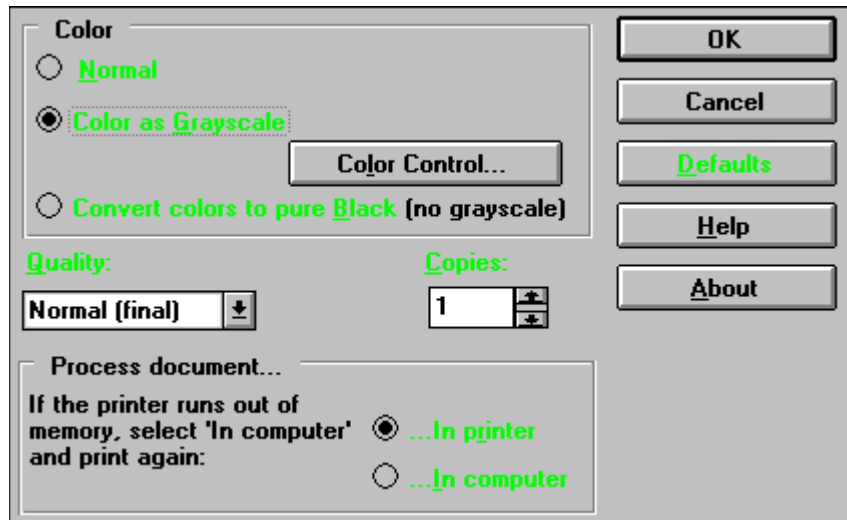 Color
Normal
Color as Grayscale
Color Control...
Convert colors to pure Black (no grayscale)
Quality:
Normal (final)
Copies:
1
Process document...
If the printer runs out of
memory, select 'In computer'
and print again:
...In printer
...In computer
OK
Cancel
Defaults
Help
About